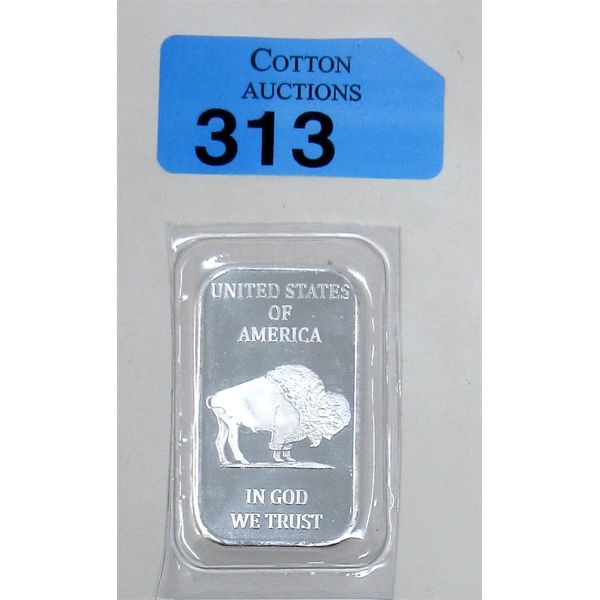 COTTON
AUCTIONS
313
UNITED STATES
OF
AMERICA
IN GOD
WE TRUST